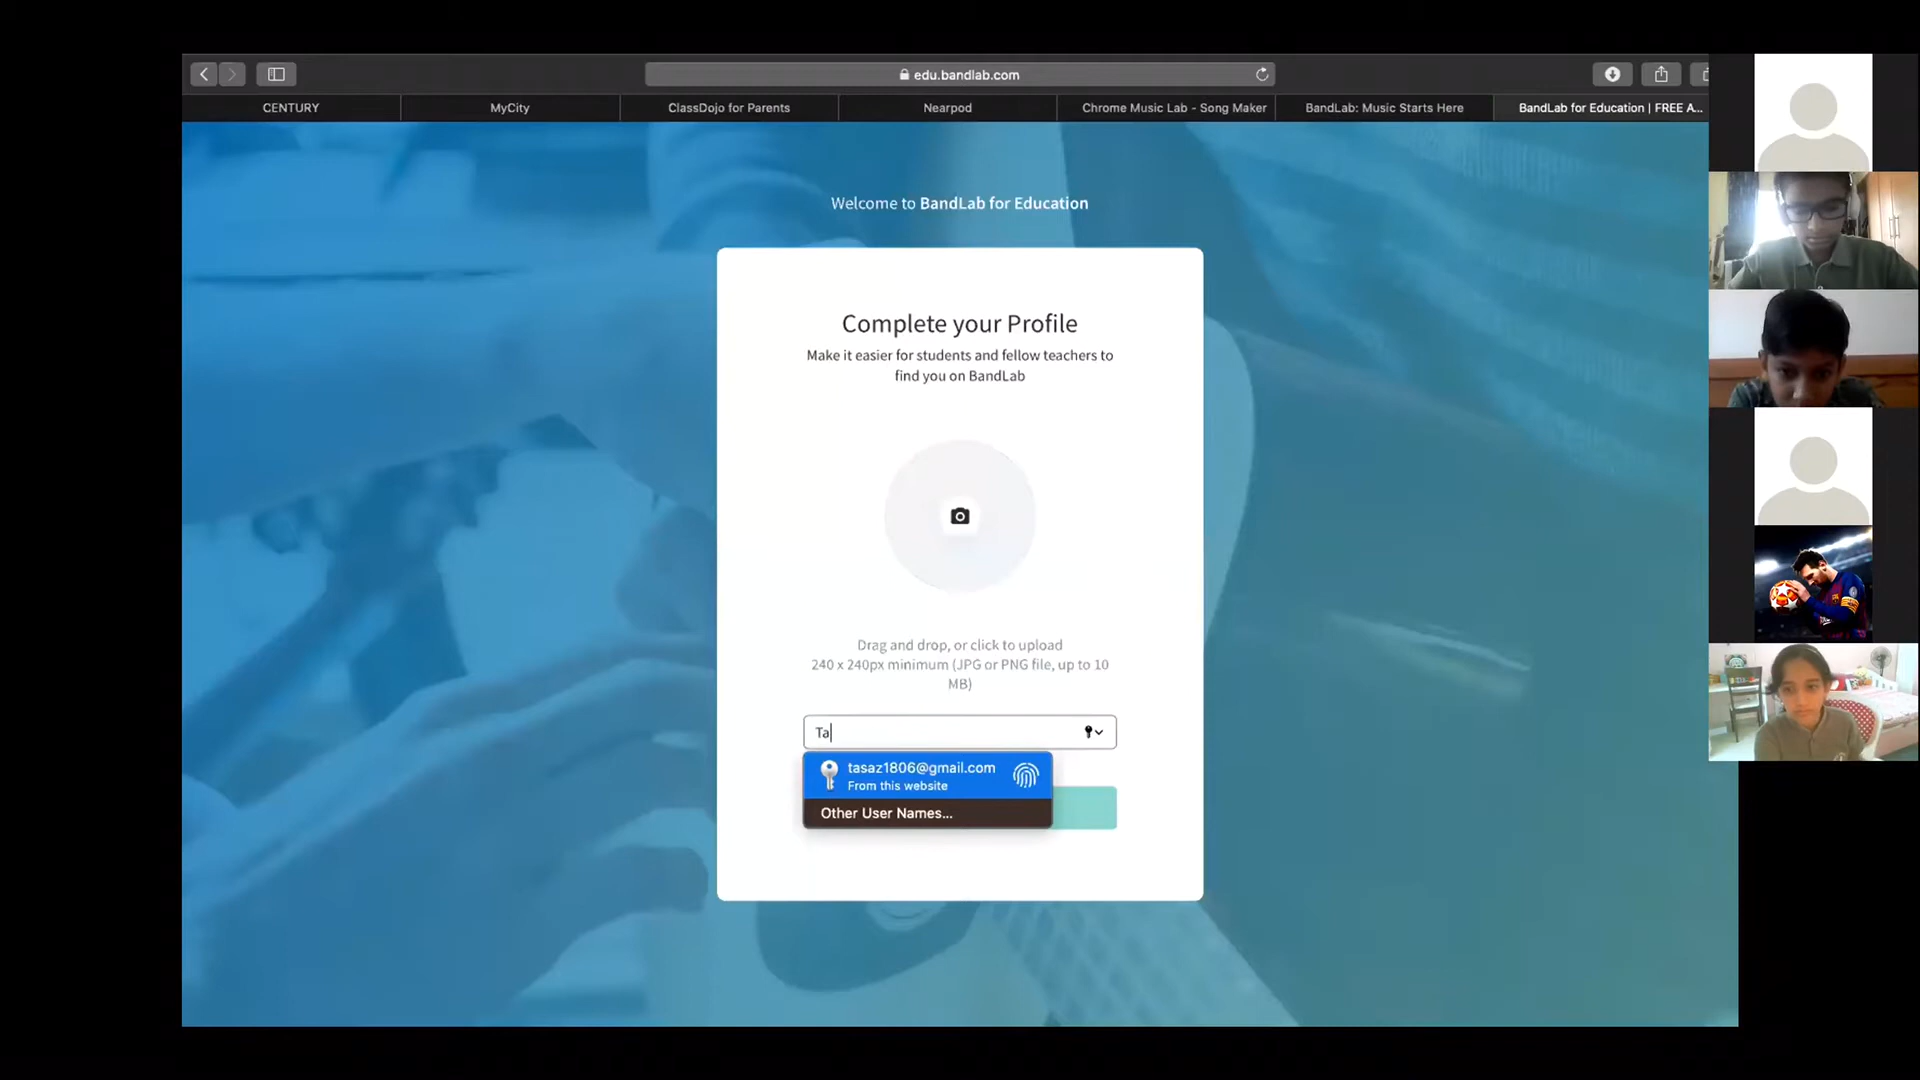 edu.bandlab.com
CENTURY
MyCity
ClassDojo for Parents
Nearpod
Chrome Music Lab - Song Maker
BandLab: Music Starts Here
BandLab for Education | FREE A...
Welcome to BandLab for Education
Complete your Profile
Make it easier for students and fellow teachers to
find you on BandLab
Drag and drop, or click to upload
240 x 240px minimum (JPG or PNG file, up to 10
MB)
Ta
tasaz1806@gmail.com
From this website
Other User Names...